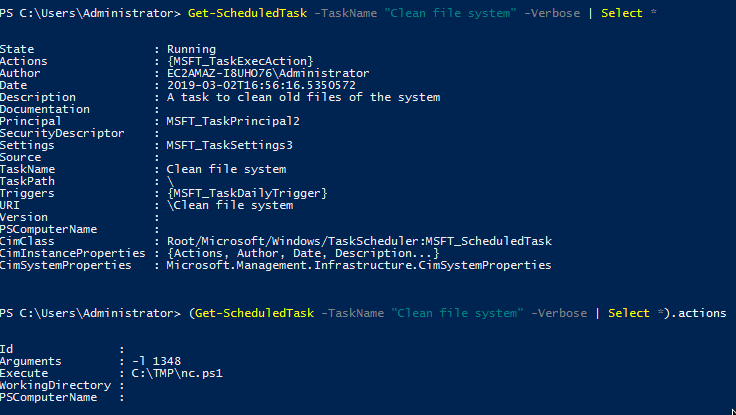 PS C:\Users\Administrator> Get-ScheduledTask -TaskName "Clean file system" -Verbose | Select *
State : Running
Actions : {MSFT_TaskExecAction}
Author : EC2AMAZ-I8UHO76\Administrator
Date : 2019-03-02T16:56:16.5350572
Description : A task to clean old files of the system
Documentation :
Principal : MSFT_TaskPrincipal2
SecurityDescriptor :
Settings : MSFT_TaskSettings3
Source :
TaskName : Clean file system
TaskPath : \
Triggers : {MSFT_TaskDailyTrigger}
URI : \Clean file system
Version :
PSComputerName :
CimClass : Root/Microsoft/Windows/TaskScheduler:MSFT_ScheduledTask
CimInstanceProperties : {Actions, Author, Date, Description...}
CimSystemProperties : Microsoft.Management.Infrastructure.CimSystemProperties
PS C:\Users\Administrator> (Get-ScheduledTask -TaskName "Clean file system" -Verbose | Select *).actions
Id :
Arguments : -l 1348
Execute : C:\TMP\nc.ps1
WorkingDirectory :
PSComputerName :